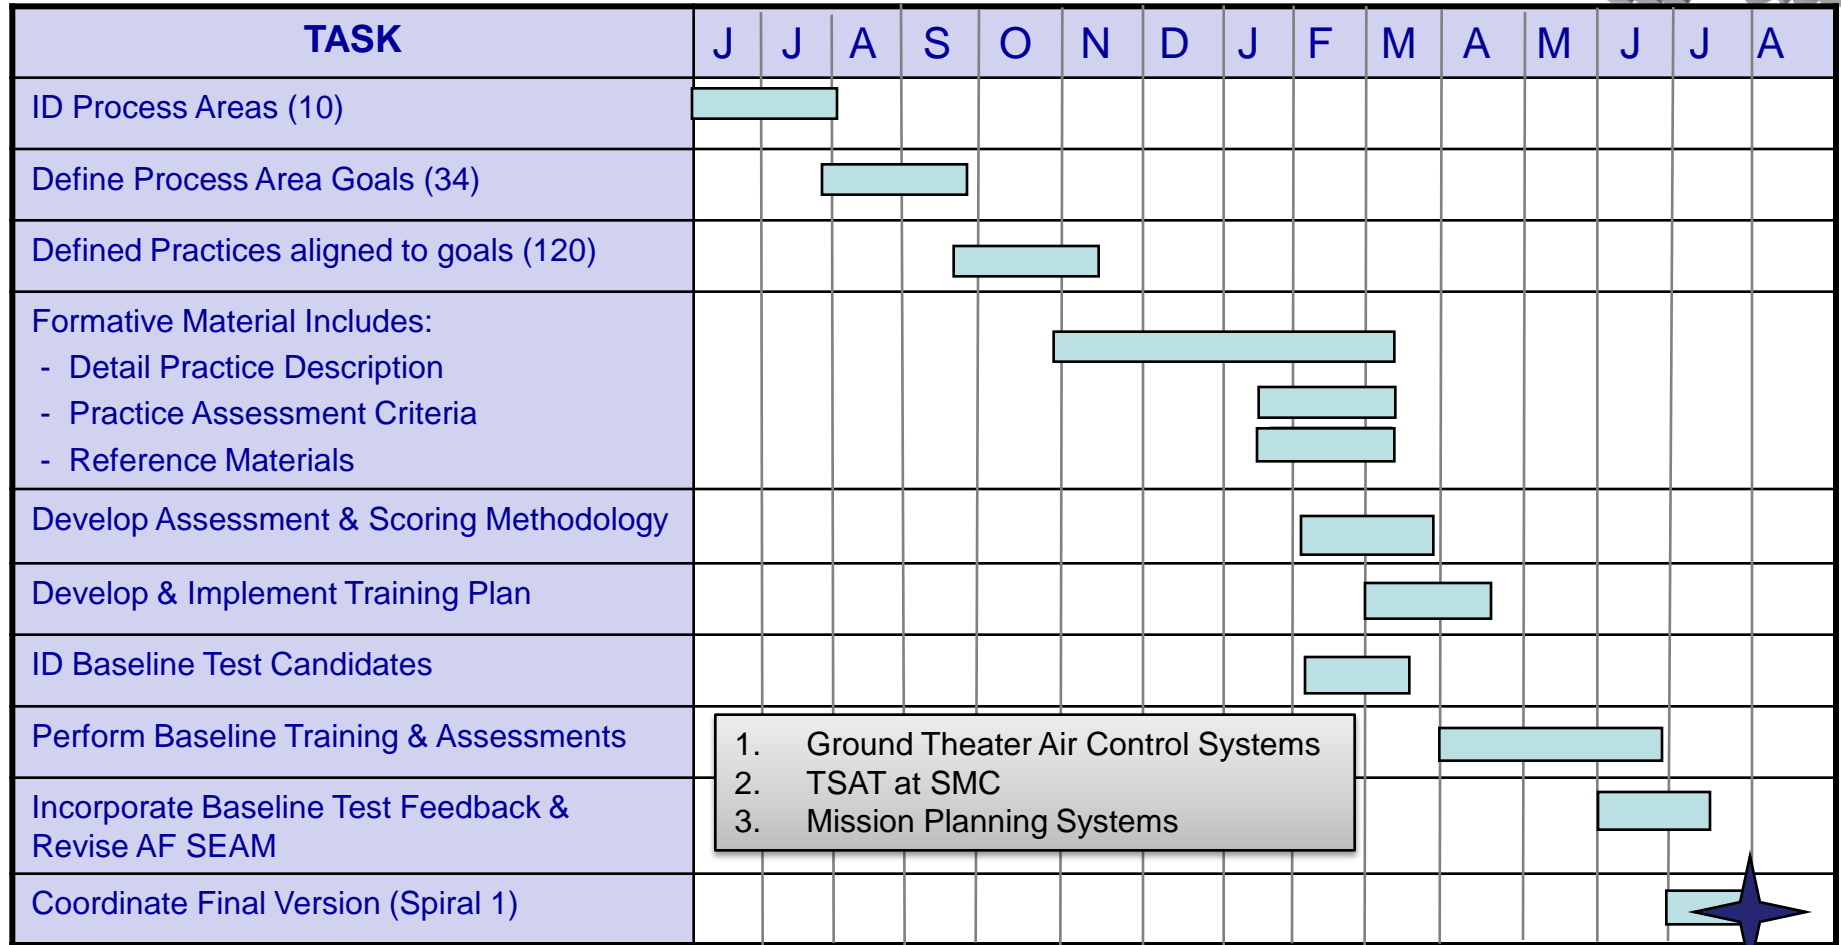 TASK J J A S O N D J F M A M J J A
ID Process Areas (10)
Define Process Area Goals (34)
Defined Practices aligned to goals (120)
Formative Material Includes:
- Detail Practice Description
- Practice Assessment Criteria
- Reference Materials
Develop Assessment & Scoring Methodology
Develop & Implement Training Plan
ID Baseline Test Candidates
Perform Baseline Training & Assessments
1. Ground Theater Air Control Systems
2. TSAT at SMC
3. Mission Planning Systems
Incorporate Baseline Test Feedback &
Revise AF SEAM
Coordinate Final Version (Spiral 1)